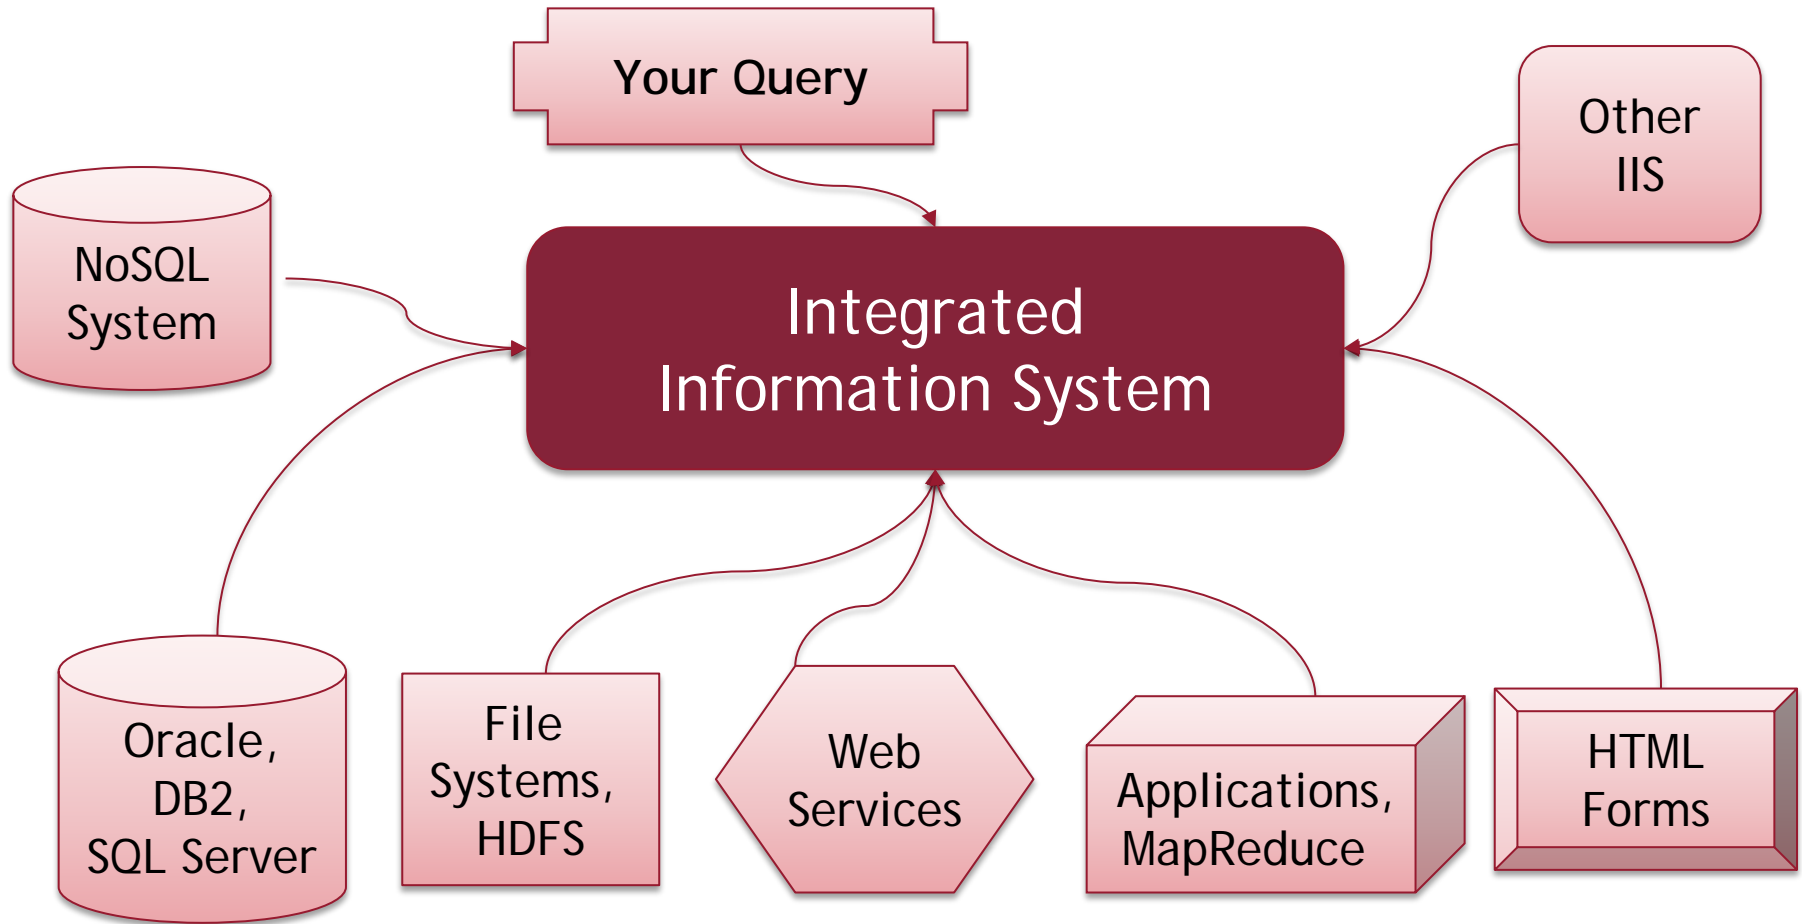 Your Query
Other
IIS
NoSQL
System
Integrated
Information System
Oracle,
DB2,
SQL Server
File
Systems,
HDFS
Web
Services
Applications,
MapReduce
HTML
Forms